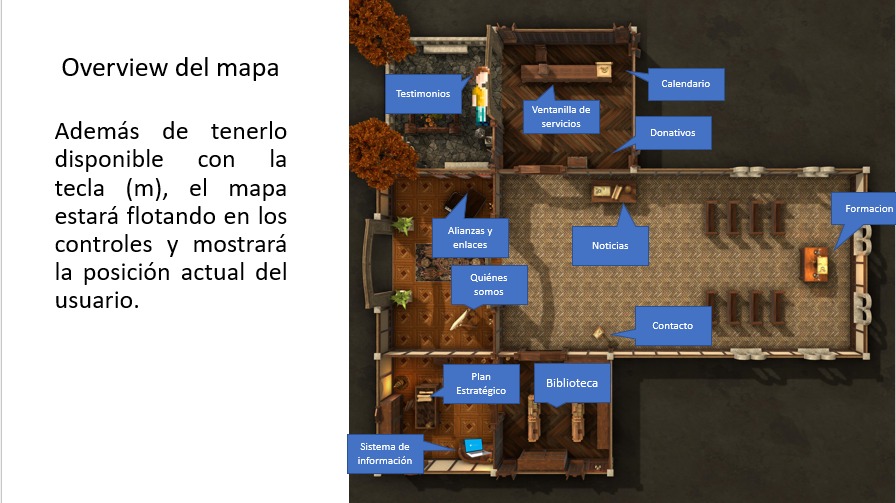 Overview del mapa
Además de tenerlo
disponible con la
tecla (m), el mapa
estará flotando en los
controles y mostrará
la posición actual del
usuario.
Testimonios
Calendario
Ventanilla de
servicios
Donativos
Formacion
Alianzas y
enlaces
Noticias
Quiénes
somos
Contacto
Plan
Estratégico
Biblioteca
Sistema de
información